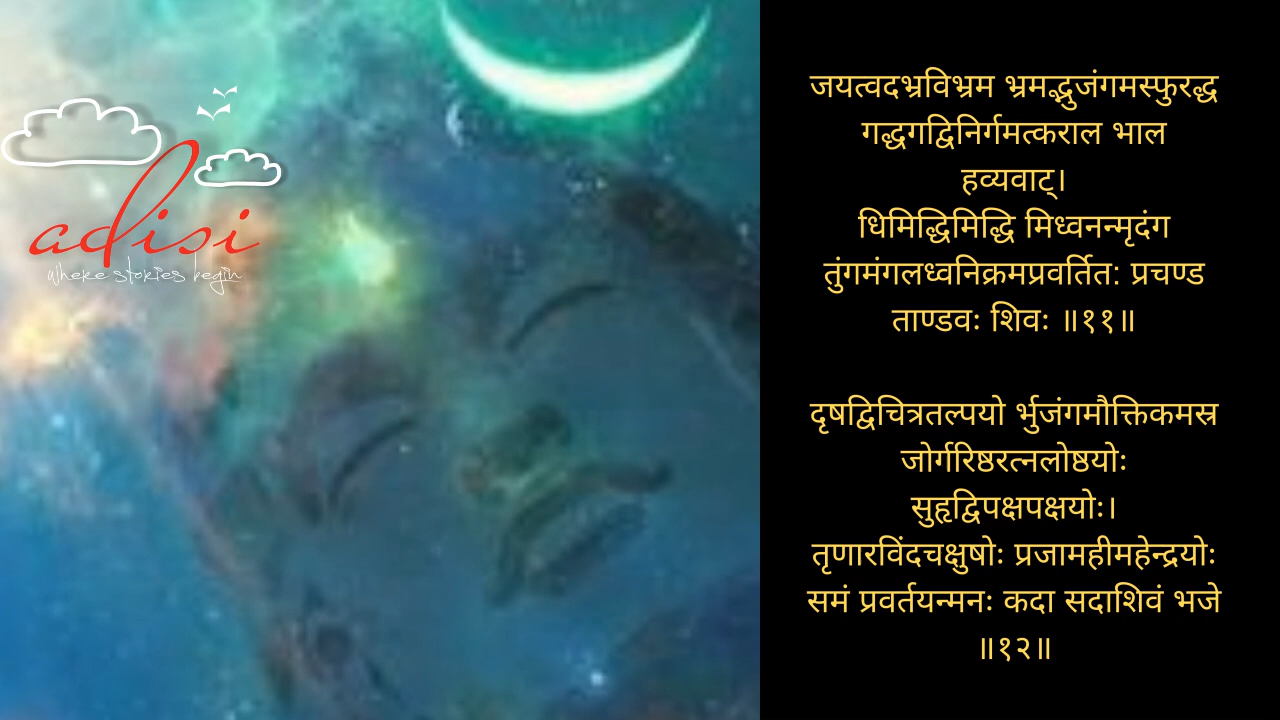 adisi
where stories begin
जयत्वदभ्रविभ्रम भ्रमद्भुजंगमस्फुरद्ध
गद्धगद्विनिर्गमत्कराल भाल
हव्यवाट्।
धिमिद्धिमिद्धि मिध्वनन्मृदंग
तुंगमंगलध्वनिक्रमप्रवर्तित: प्रचण्ड
ताण्डवः शिवः ॥११॥
दृषद्विचित्रतल्पयो र्भुजंगमौक्तिकमस्र
जोर्गरिष्ठरत्नलोष्ठयोः
सुहृद्विपक्षपक्षयोः।
तृणारविंदचक्षुषोः प्रजामहीमहेन्द्रयोः
समं प्रवर्तयन्मनः कदा सदाशिवं भजे
॥१२॥